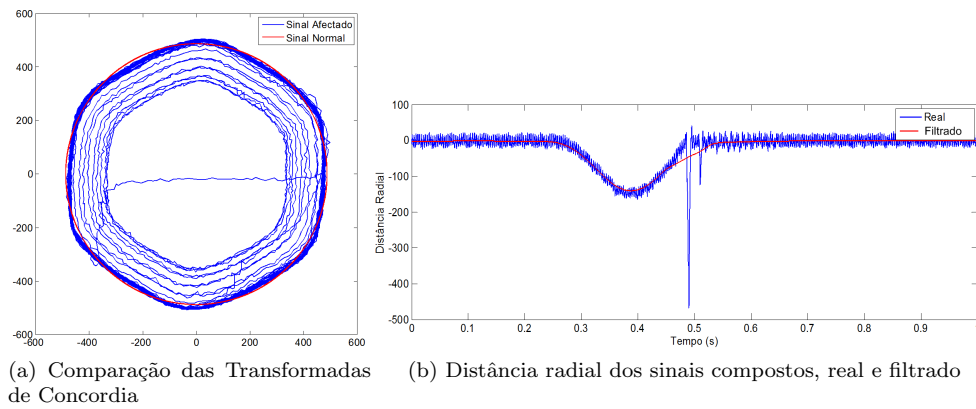 600
400
200
0
-200
-400
-600
-600 -400 -200 0 200 400 600
Sinal Afectado
Sinal Normal
(a) Comparação das Transformadas
de Concordia
100
0
-100
-200
-300
-400
-500
Distância Radial
0 0.1 0.2 0.3 0.4 0.5 0.6 0.7 0.8 0.9
Tempo (s)
Real
Filtrado
(b) Distância radial dos sinais compostos, real e filtrado